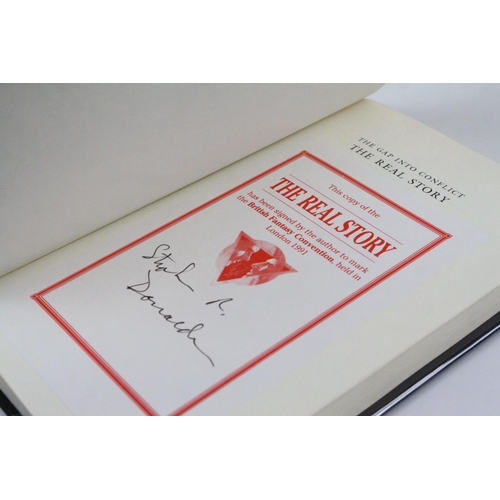 THE GAP INTO CONFLICT
THE REAL STORY
This copy of the
THE REAL STORY
has been signed by the author to mark
the British Fantasy Convention, held in
London 1991
Stephen R.
Donaldson